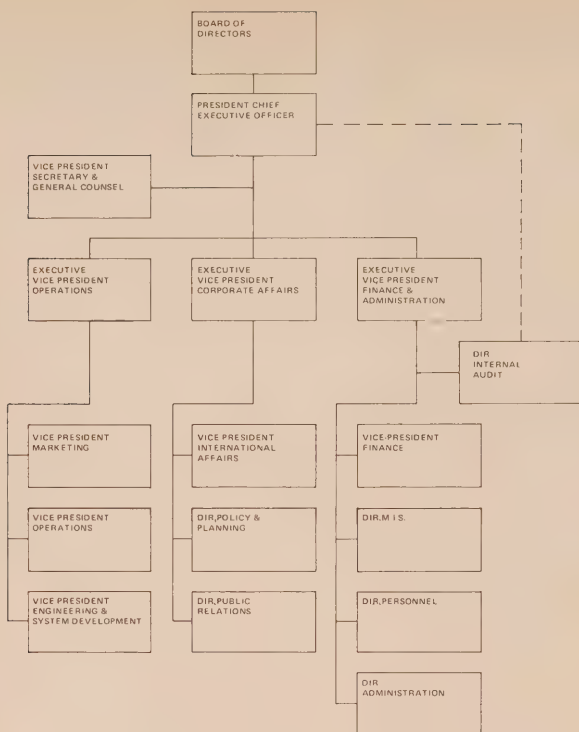 BOARD OF
DIRECTORS
PRESIDENT CHIEF
EXECUTIVE OFFICER
VICE PRESIDENT
SECRETARY &
GENERAL COUNSEL
EXECUTIVE
VICE PRESIDENT
OPERATIONS
EXECUTIVE
VICE PRESIDENT
CORPORATE AFFAIRS
EXECUTIVE
VICE PRESIDENT
FINANCE &
ADMINISTRATION
DIR
INTERNAL
AUDIT
VICE PRESIDENT
MARKETING
VICE PRESIDENT
INTERNATIONAL
AFFAIRS
VICE-PRESIDENT
FINANCE
VICE PRESIDENT
OPERATIONS
DIR,POLICY &
PLANNING
DIR,M I S.
VICE PRESIDENT
ENGINEERING &
SYSTEM DEVELOPMENT
DIR,PUBLIC
RELATIONS
DIR,PERSONNEL
DIR
ADMINISTRATION